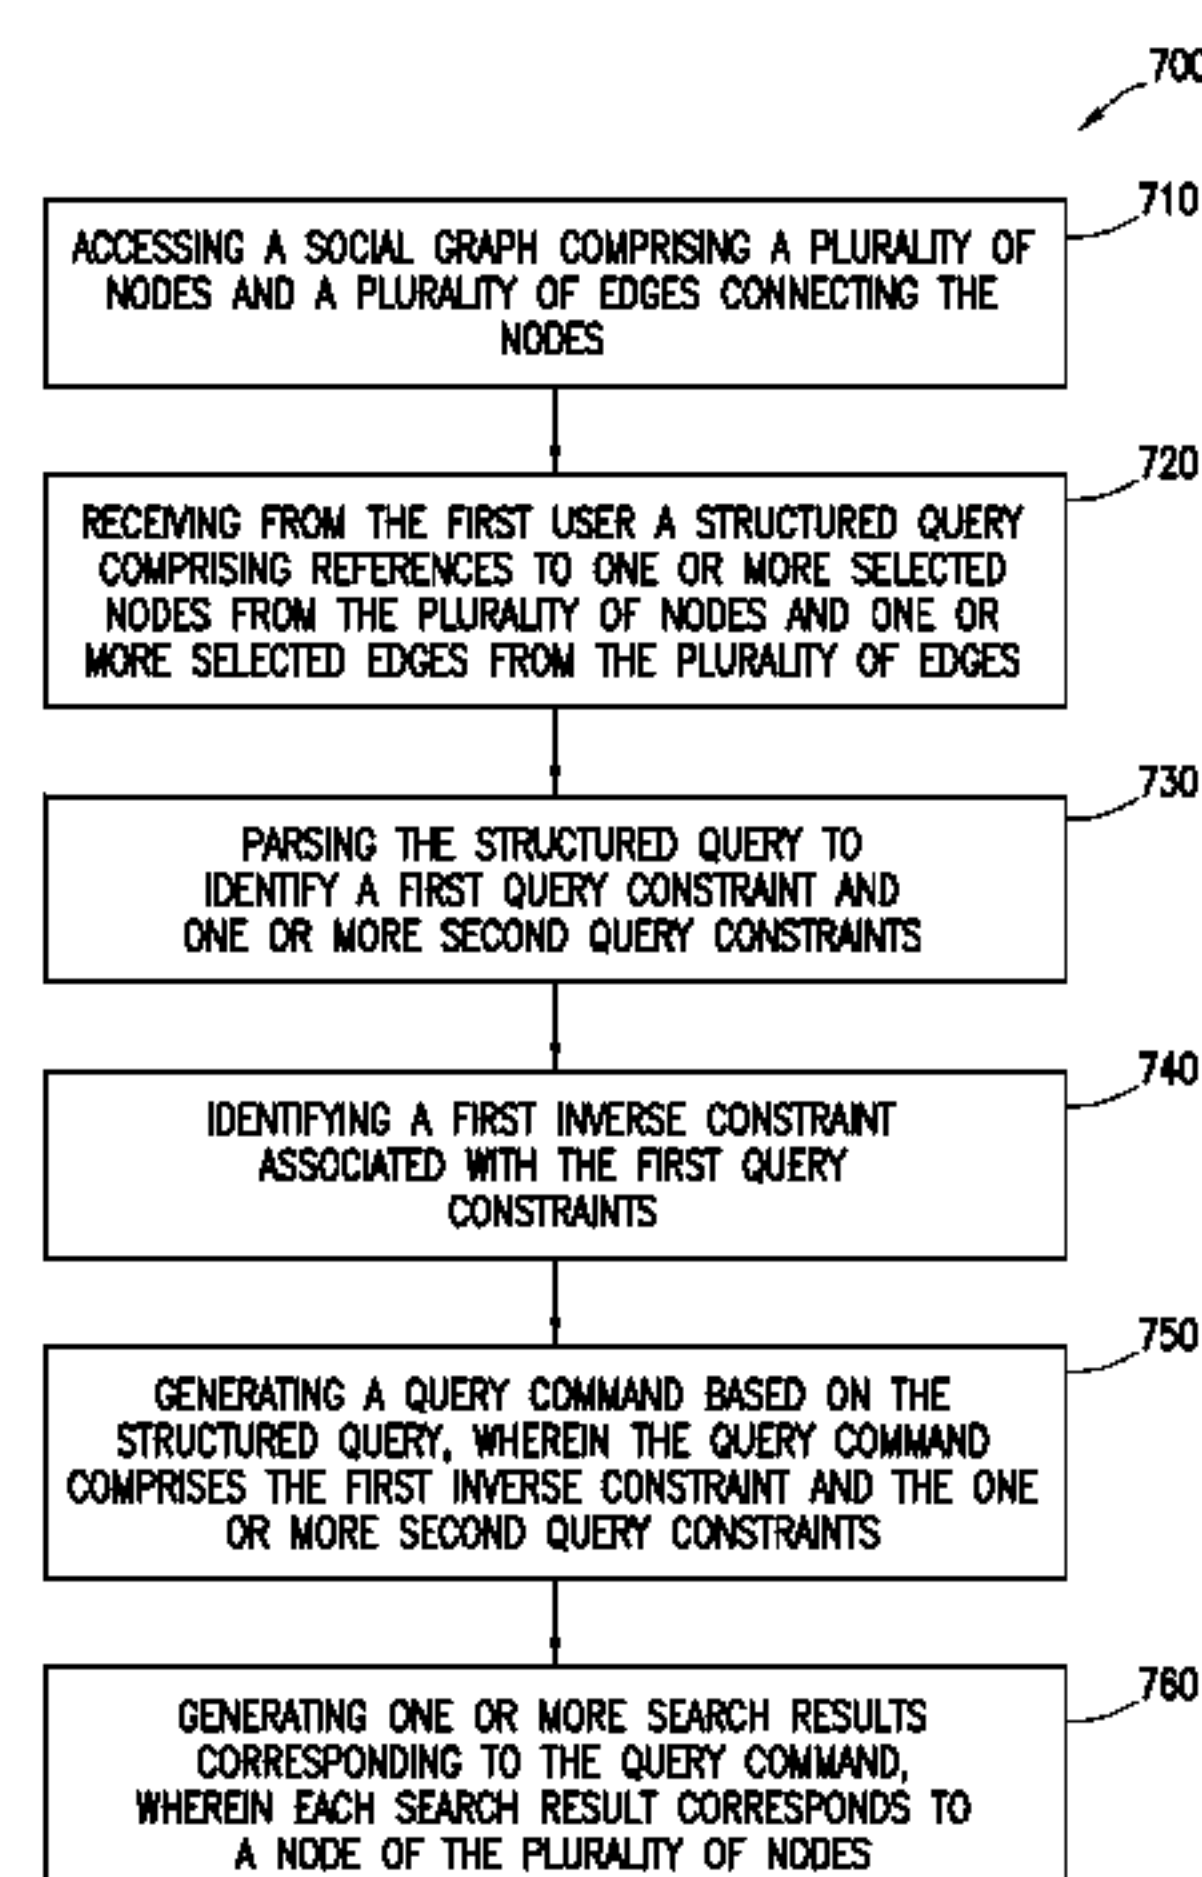 700
710
ACCESSING A SOCIAL GRAPH COMPRISING A PLURALITY OF
NODES AND A PLURALITY OF EDGES CONNECTING THE
NODES
720
RECEIVING FROM THE FIRST USER A STRUCTURED QUERY
COMPRISING REFERENCES TO ONE OR MORE SELECTED
NODES FROM THE PLURALITY OF NODES AND ONE OR
MORE SELECTED EDGES FROM THE PLURALITY OF EDGES
730
PARSING THE STRUCTURED QUERY TO
IDENTIFY A FIRST QUERY CONSTRAINT AND
ONE OR MORE SECOND QUERY CONSTRAINTS
740
IDENTIFYING A FIRST INVERSE CONSTRAINT
ASSOCIATED WITH THE FIRST QUERY
CONSTRAINTS
750
GENERATING A QUERY COMMAND BASED ON THE
STRUCTURED QUERY, WHEREIN THE QUERY COMMAND
COMPRISES THE FIRST INVERSE CONSTRAINT AND THE ONE
OR MORE SECOND QUERY CONSTRAINTS
760
GENERATING ONE OR MORE SEARCH RESULTS
CORRESPONDING TO THE QUERY COMMAND,
WHEREIN EACH SEARCH RESULT CORRESPONDS TO
A NODE OF THE PLURALITY OF NODES